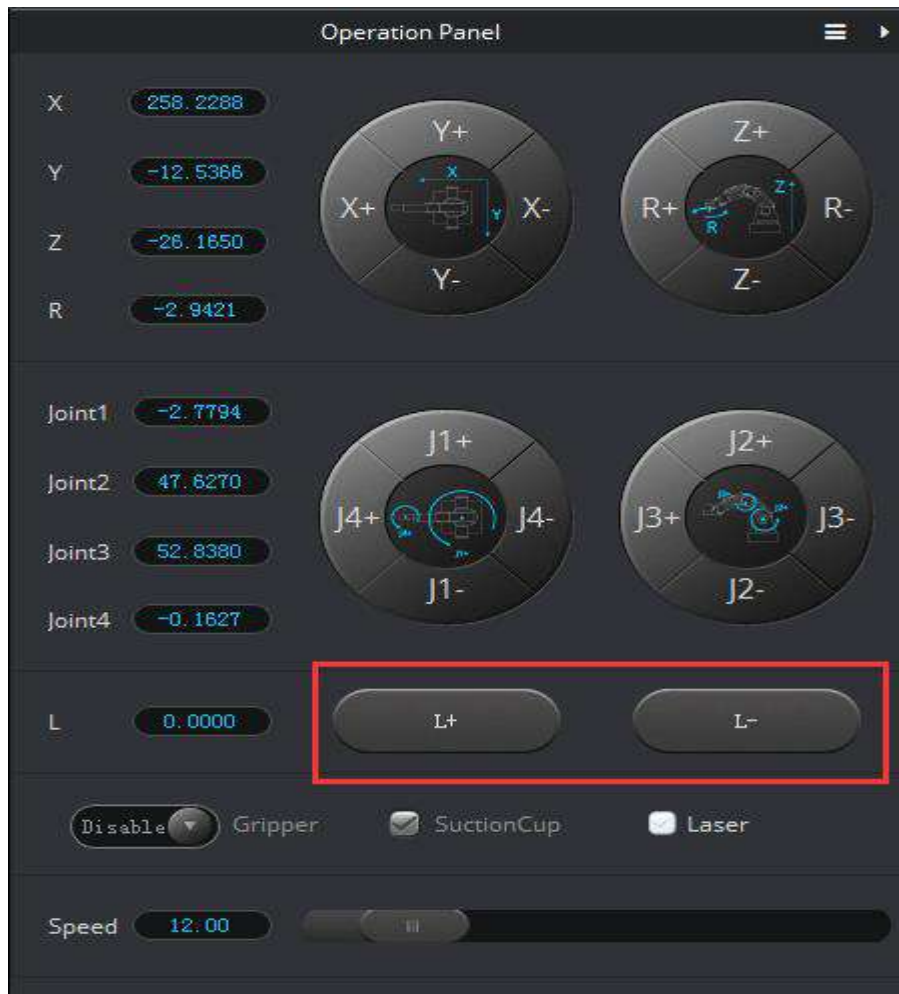 Operation Panel
X 258.2288
Y -12.5366
Z -26.1650
R -2.9421
Y+
X+ X-
Y-
X
Y
Z+
R+ R-
Z-
Z
R
Joint1 -2.7794
Joint2 47.6270
Joint3 52.8380
Joint4 -0.1627
J1+
J4+ J4-
J1-
J2+
J3+ J3-
J2-
L 0.0000 L+ L-
Disable Gripper SuctionCup Laser
Speed 12.00